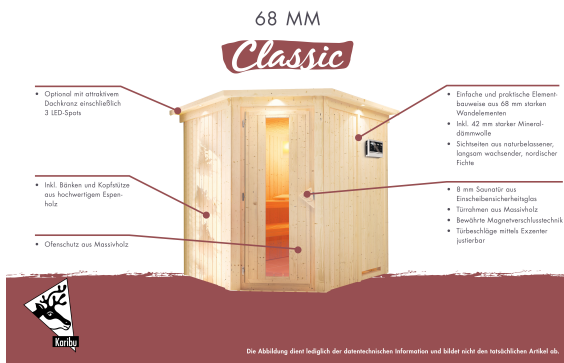 68 MM
Classic
• Optional mit attraktivem
Dachkranz einschließlich
3 LED-Spots
• Inkl. Bänken und Kopfstütze
aus hochwertigem Espen-
holz
• Ofenschutz aus Massivholz
• Einfache und praktische Element-
bauweise aus 68 mm starken
Wandelementen
• Inkl. 42 mm starker Mineral-
dämmwolle
• Sichtseiten aus naturbelassener,
langsam wachsender, nordischer
Fichte
• 8 mm Saunatür aus
Einscheibensicherheitsglas
• Türrahmen aus Massivholz
• Bewährte Magnetverschlusstechnik
• Türbeschläge mittels Exzenter
justierbar
Karibu
Die Abbildung dient lediglich der datentechnischen Information und bildet nicht den tatsächlichen Artikel ab.